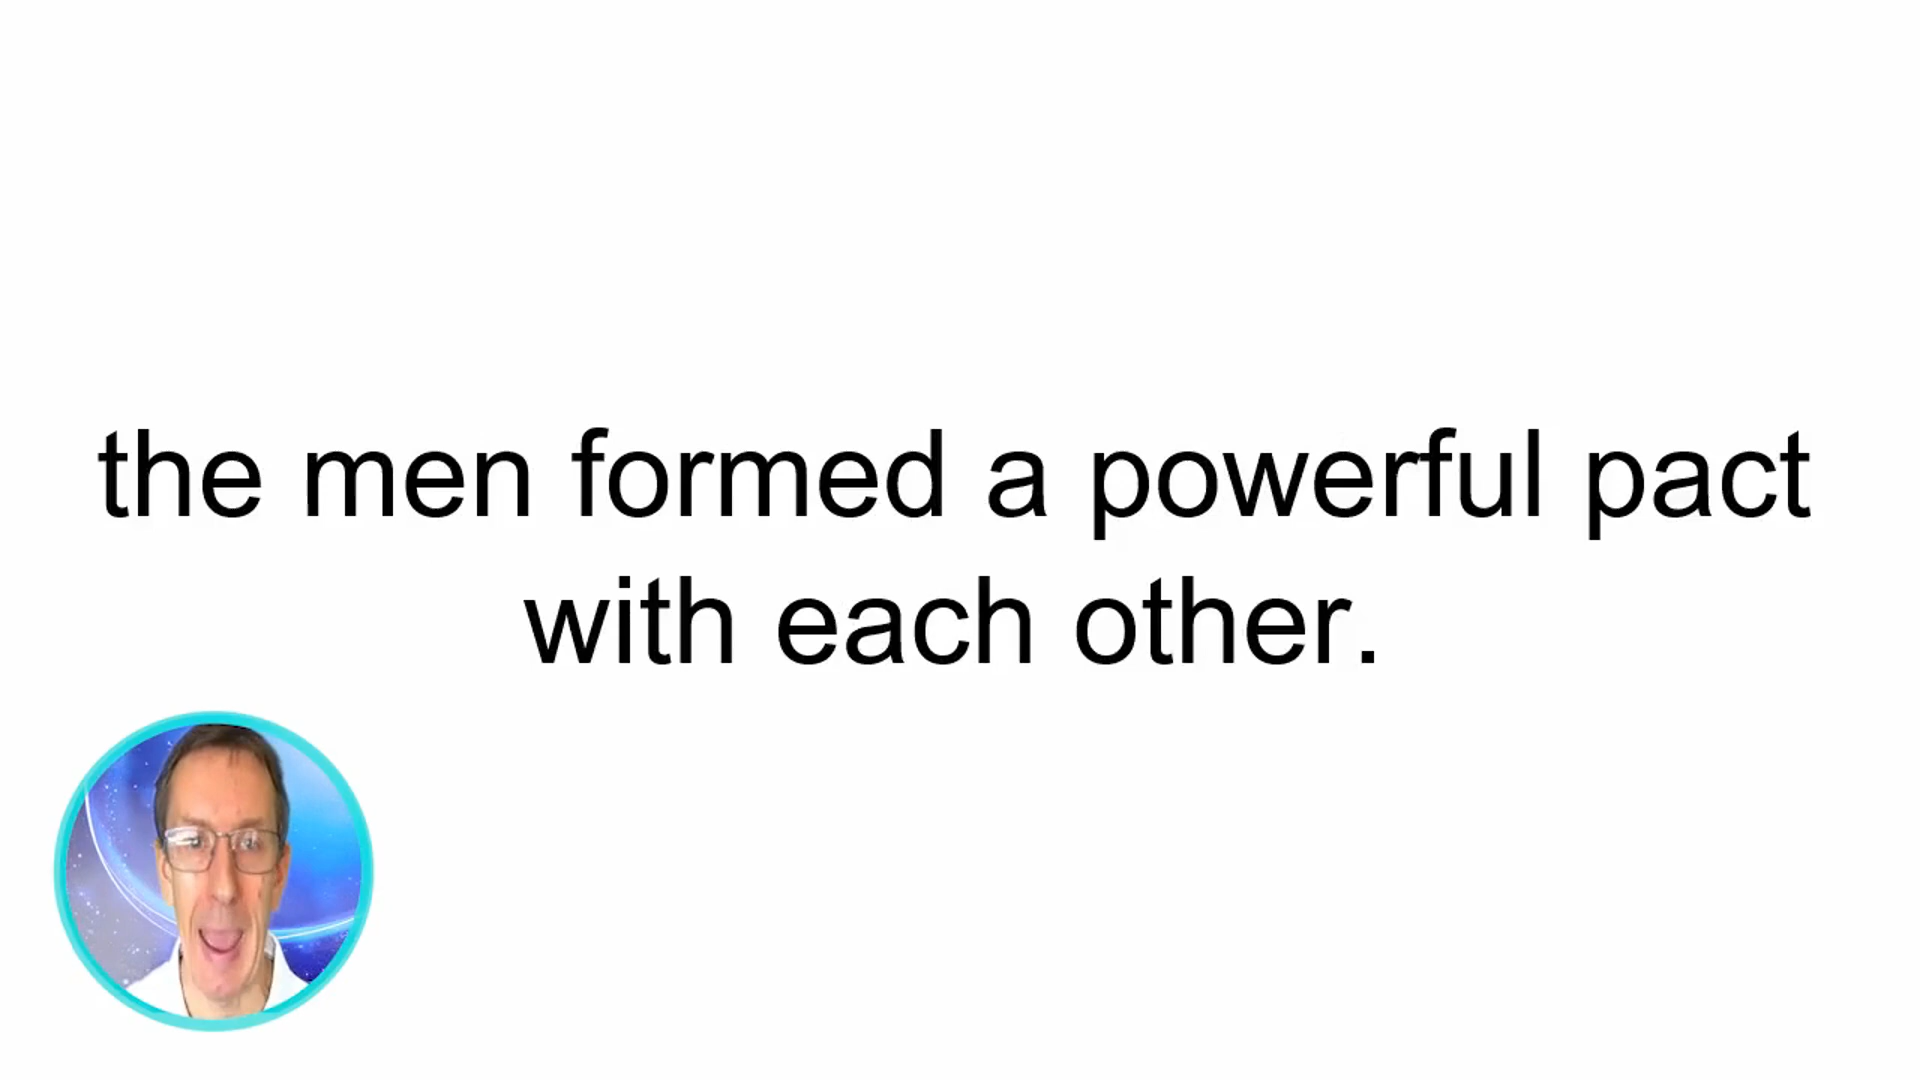 the men formed a powerful pact
with each other.